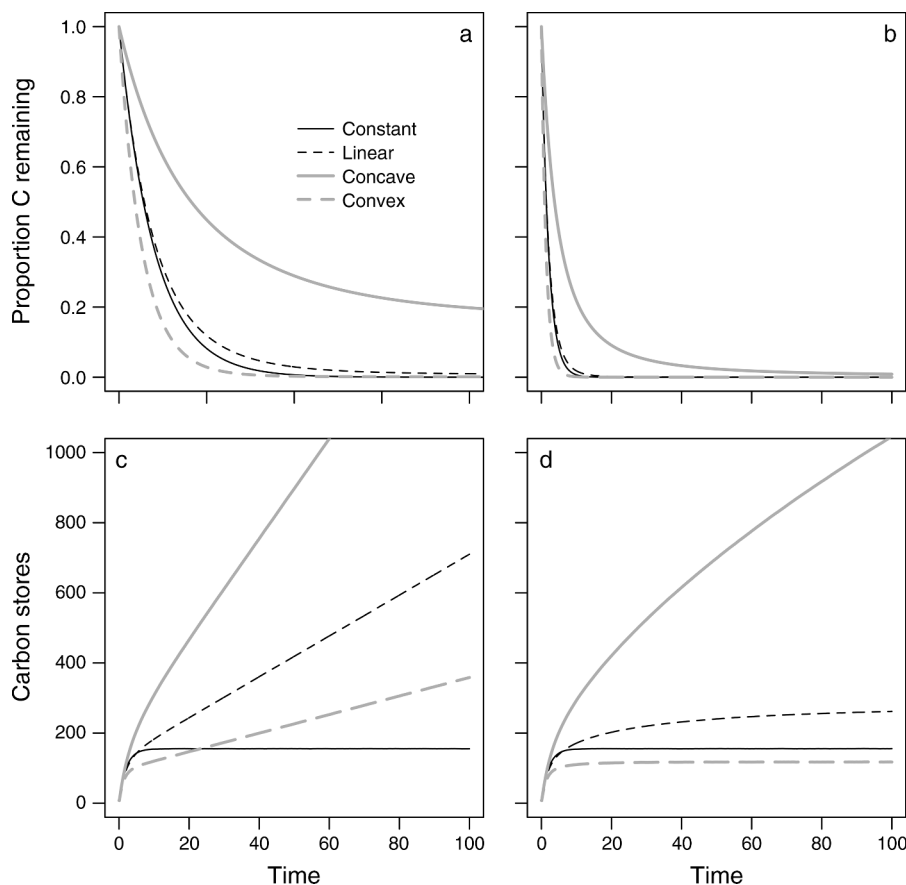 a
b
1.0
0.8
0.6
0.4
0.2
0.0
Proportion C remaining
Constant
Linear
Concave
Convex
c
d
1000
800
600
400
200
0
Carbon stores
0 20 40 60 80 100
0 20 40 60 80 100
Time
Time